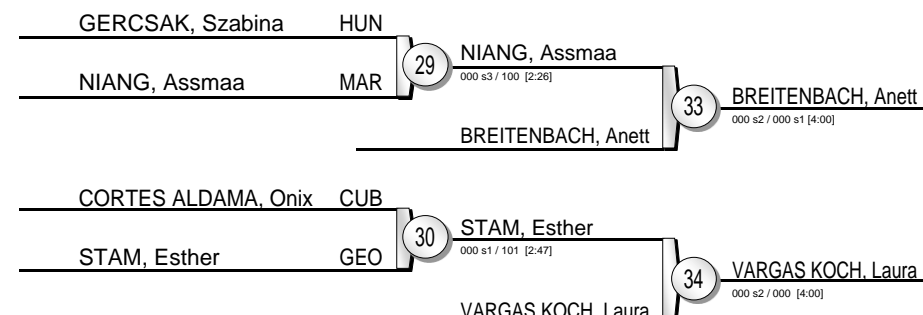 GERCSAK, Szabina HUN
NIANG, Assmaa MAR
29
NIANG, Assmaa
000 s3 / 100 [2:26]
BREITENBACH, Anett
33
BREITENBACH, Anett
000 s2 / 000 s1 [4:00]
CORTES ALDAMA, Onix CUB
STAM, Esther GEO
30
STAM, Esther
000 s1 / 101 [2:47]
VARGAS KOCH, Laura
34
VARGAS KOCH, Laura
000 s2 / 000 [4:00]